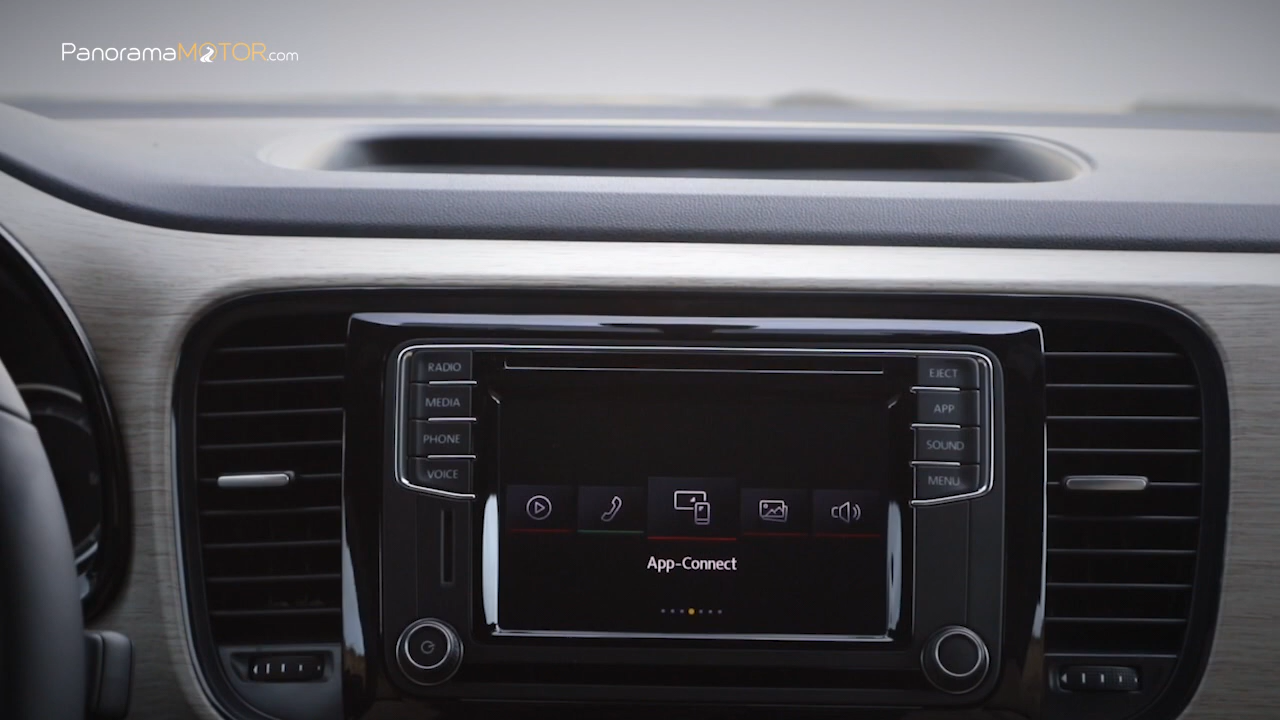 PanoramaMOTOR.com
RADIO
MEDIA
PHONE
VOICE
EJECT
APP
SOUND
MENU
App-Connect